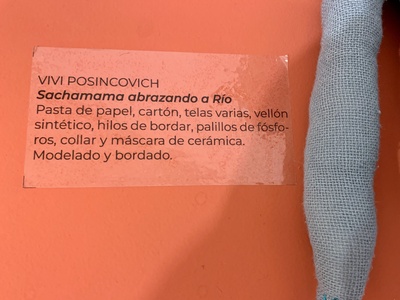 VIVI POSINCOVICH
Sachamama abrazando a Río
Pasta de papel, cartón, telas varias, vellón
sintético, hilos de bordar, palillos de fósfo-
ros, collar y máscara de cerámica.
Modelado y bordado.